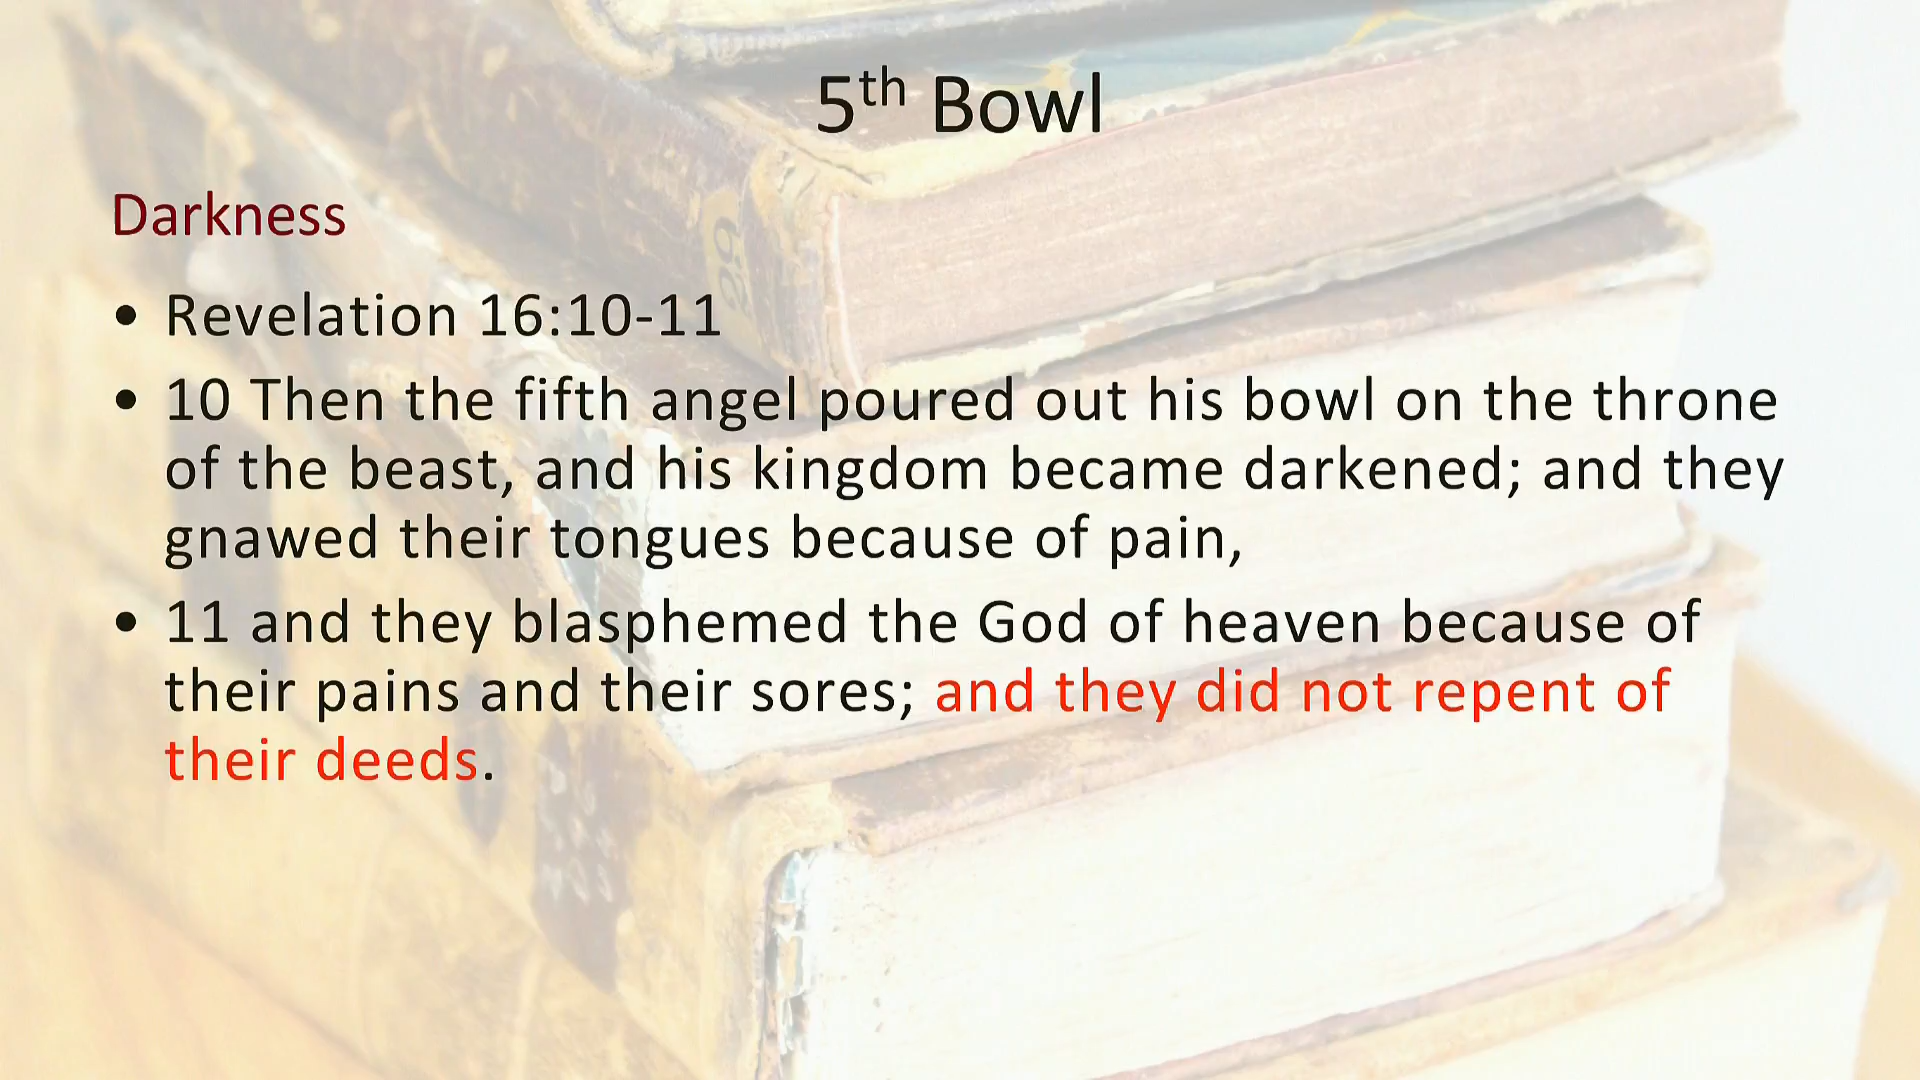 5th Bowl
Darkness
• Revelation 16:10-11
• 10 Then the fifth angel poured out his bowl on the throne
of the beast, and his kingdom became darkened; and they
gnawed their tongues because of pain,
• 11 and they blasphemed the God of heaven because of
their pains and their sores; and they did not repent of
their deeds.
29